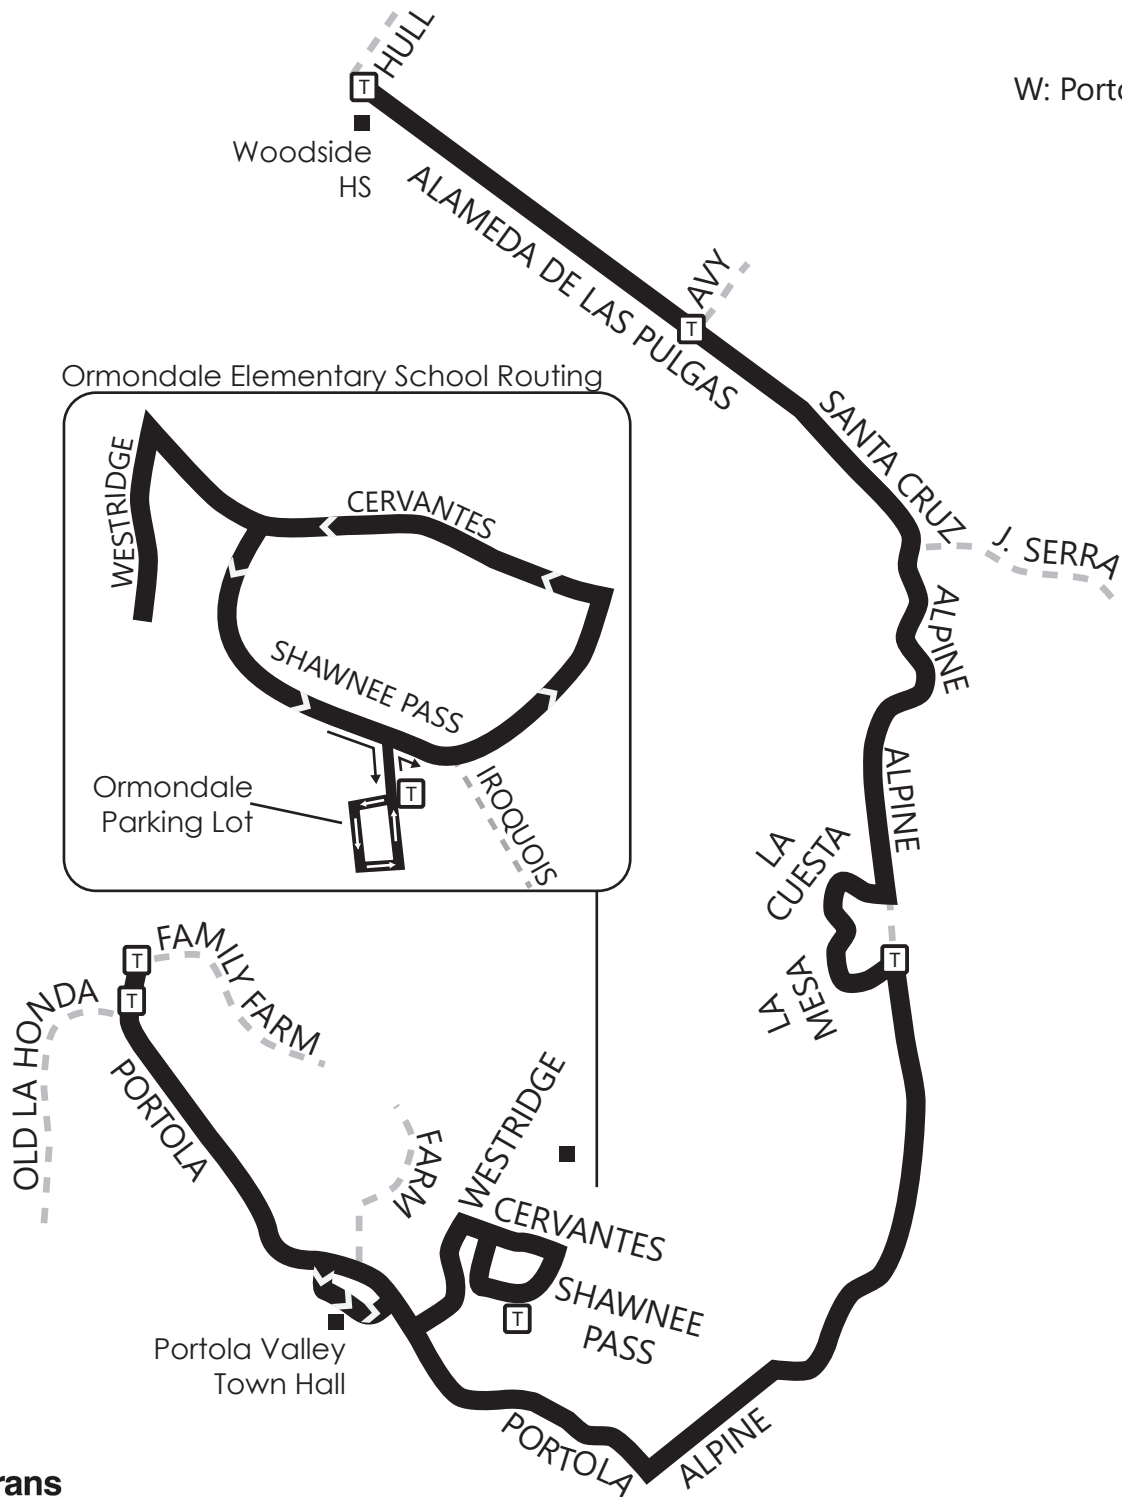 HULL
T
W: Porto
Woodside
HS
ALAMEDA DE LAS PULGAS
AVY
T
Ormondale Elementary School Routing
SANTA CRUZ
WESTRIDGE
CERVANTES
J. SERRA
ALPINE
SHAWNEE PASS
ALPINE
Ormondale
Parking Lot
T
IROQUOIS
LA
CUESTA
FAMILY FARM
T
T
OLD LA HONDA
T
LA
MESA
PORTOLA
WESTRIDGE
FARM
CERVANTES
SHAWNEE
PASS
T
Portola Valley
Town Hall
PORTOLA
ALPINE
rans